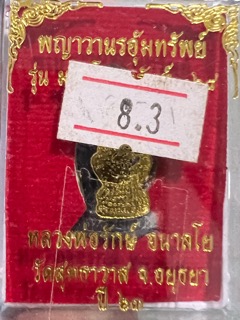 พญาวานรอุ้มทรัพย์
รุ่น
8.3
หลวงพ่อรักษ์ อนาลโย
วัดสุทธาวาส จ.อยุธยา
ปี ๖๓